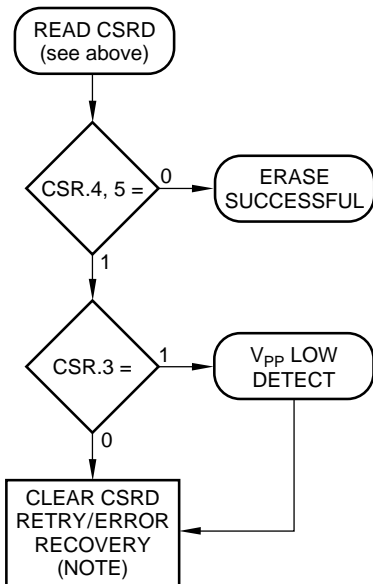 READ CSRD
(see above)
CSR.4, 5 =
0
ERASE
SUCCESSFUL
1
CSR.3 =
1
VPP LOW
DETECT
0
CLEAR CSRD
RETRY/ERROR
RECOVERY
(NOTE)